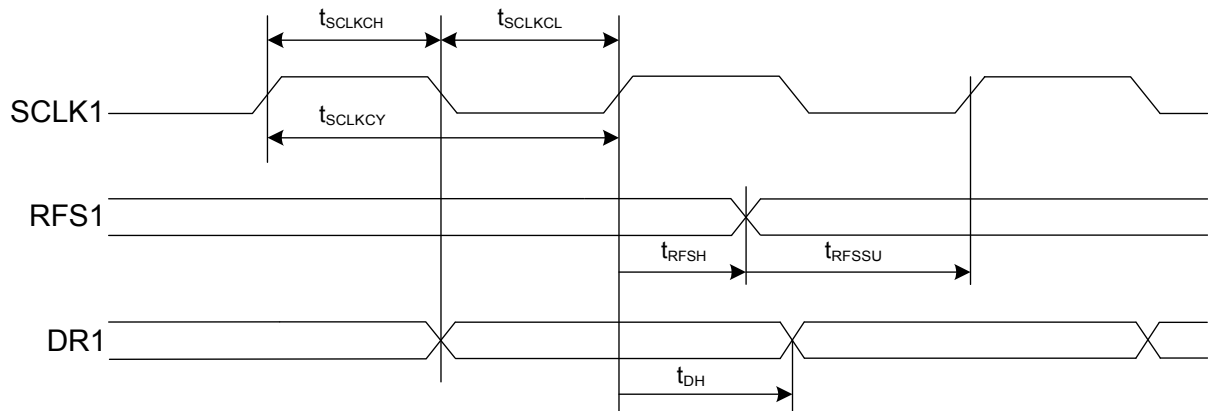 tSCLKCH tSCLKCL
SCLK1
tSCLKCY
RFS1
tRFSH tRFSSU
DR1
tDH